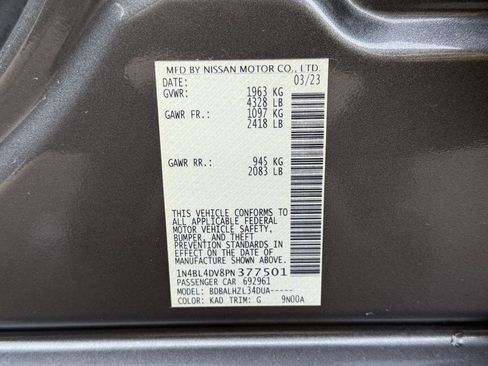 MFD BY NISSAN MOTOR CO., LTD.
DATE: 03/23
GVWR: 1963 KG
4328 LB
GAWR FR.: 1097 KG
2418 LB
GAWR RR.: 945 KG
2083 LB
THIS VEHICLE CONFORMS TO
ALL APPLICABLE FEDERAL
MOTOR VEHICLE SAFETY,
BUMPER, AND THEFT
PREVENTION STANDARDS IN
EFFECT ON THE DATE OF
MANUFACTURE SHOWN ABOVE.
1N4BL4DV8PN377501
PASSENGER CAR 692961
MODEL: BDBALHZL34DUA-----
COLOR: KAD TRIM: G 9N00A